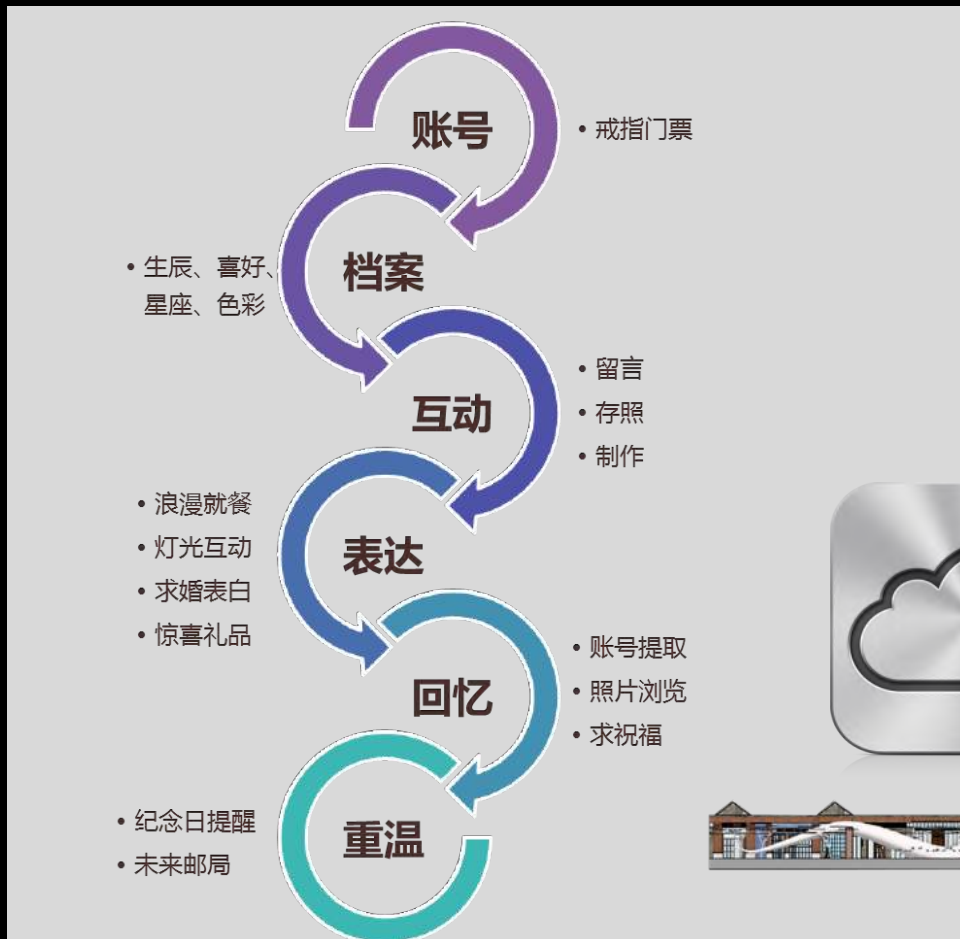 账号
• 戒指门票
档案
• 生辰、喜好、
星座、色彩
互动
• 留言
• 存照
• 制作
表达
• 浪漫就餐
• 灯光互动
• 求婚表白
• 惊喜礼品
回忆
• 账号提取
• 照片浏览
• 求祝福
重温
• 纪念日提醒
• 未来邮局